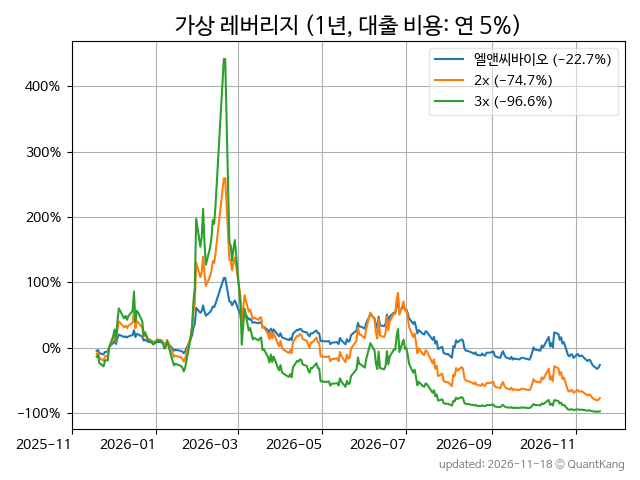 가상 레버리지 (1년, 대출 비용: 연 5%)
엘앤씨바이오 (-22.7%)
2x (-74.7%)
3x (-96.6%)
400%
300%
200%
100%
0%
-100%
2025-11 2026-01 2026-03 2026-05 2026-07 2026-09 2026-11
updated: 2026-11-18 © QuantKang